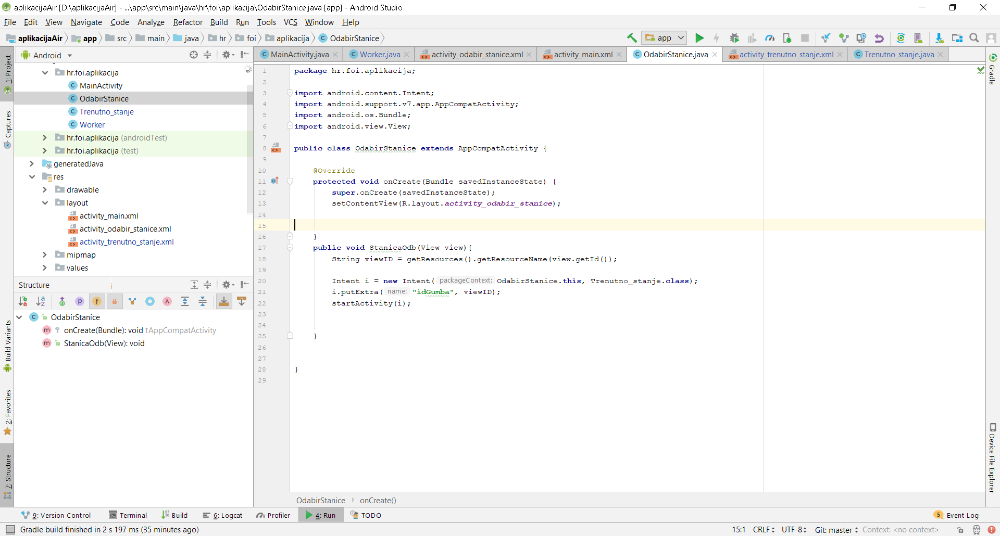 aplikacijaAir [D:\aplikacijaAir] - ...\app\src\main\java\hr\foi\aplikacija\OdabirStanice.java [app] - Android Studio
File Edit View Navigate Code Analyze Refactor Build Run Tools VCS Window Help
aplikacijaAir app src main java hr foi aplikacija OdabirStanice app
Android
MainActivity.java Worker.java activity_odabir_stanice.xml activity_main.xml OdabirStanice.java activity_trenutno_stanje.xml Trenutno_stanje.java
1: Project
Captures
Build Variants
2: Favorites
7: Structure
hr.foi.aplikacija
MainActivity
OdabirStanice
Trenutno_stanje
Worker
hr.foi.aplikacija (androidTest)
hr.foi.aplikacija (test)
generatedJava
res
drawable
layout
activity_main.xml
activity_odabir_stanice.xml
activity_trenutno_stanje.xml
mipmap
values
Structure
OdabirStanice
m onCreate(Bundle): void ↑AppCompatActivity
m StanicaOdb(View): void
1 package hr.foi.aplikacija;
2
3 import android.content.Intent;
4 import android.support.v7.app.AppCompatActivity;
5 import android.os.Bundle;
6 import android.view.View;
7
8 public class OdabirStanice extends AppCompatActivity {
9
10 @Override
11 protected void onCreate(Bundle savedInstanceState) {
12 super.onCreate(savedInstanceState);
13 setContentView(R.layout.activity_odabir_stanice);
14
15
16 }
17 public void StanicaOdb(View view){
18 String viewID = getResources().getResourceName(view.getId());
19
20 Intent i = new Intent( packageContext: OdabirStanice.this, Trenutno_stanje.class);
21 i.putExtra( name: "idGumba", viewID);
22 startActivity(i);
23
24
25 }
26
27
28 }
29
OdabirStanice › onCreate()
Gradle
Device File Explorer
9: Version Control Terminal Build 6: Logcat Profiler 4: Run TODO 5 Event Log
Gradle build finished in 2 s 197 ms (35 minutes ago) 15:1 CRLF UTF-8 Git: master Context: <no context>